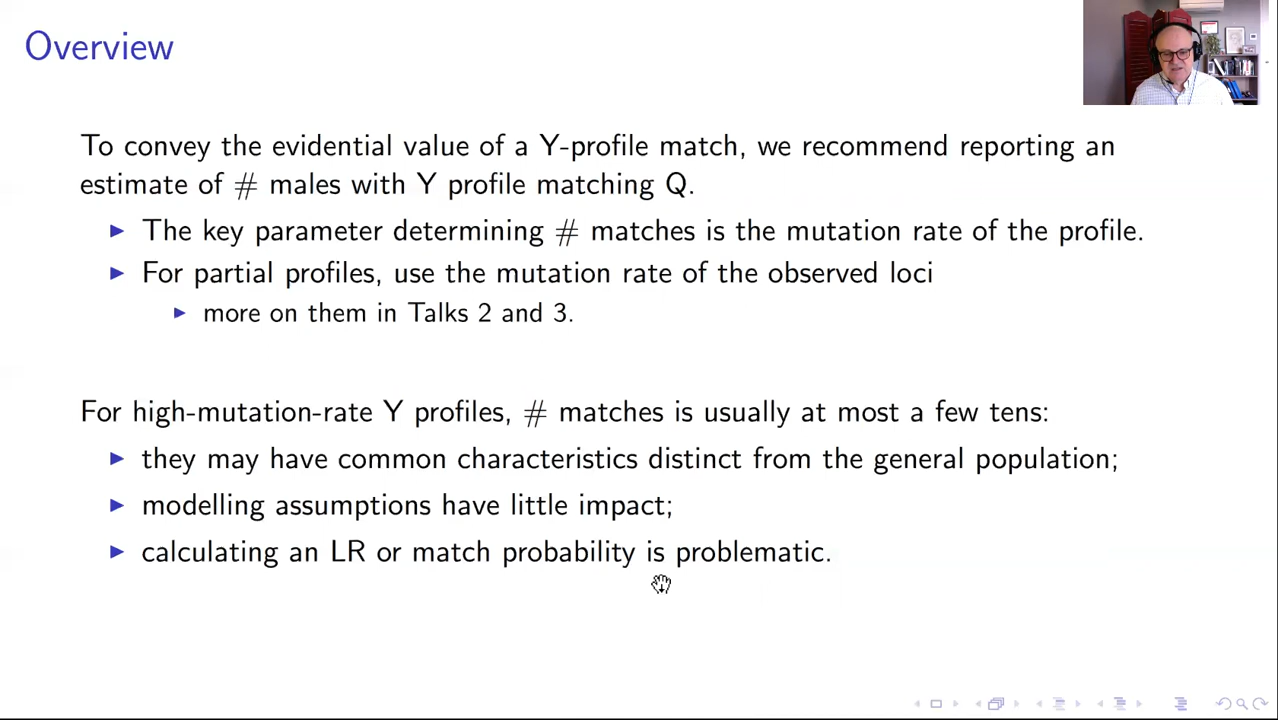 Overview
To convey the evidential value of a Y-profile match, we recommend reporting an
estimate of # males with Y profile matching Q.
The key parameter determining # matches is the mutation rate of the profile.
For partial profiles, use the mutation rate of the observed loci
more on them in Talks 2 and 3.
For high-mutation-rate Y profiles, # matches is usually at most a few tens:
they may have common characteristics distinct from the general population;
modelling assumptions have little impact;
calculating an LR or match probability is problematic.